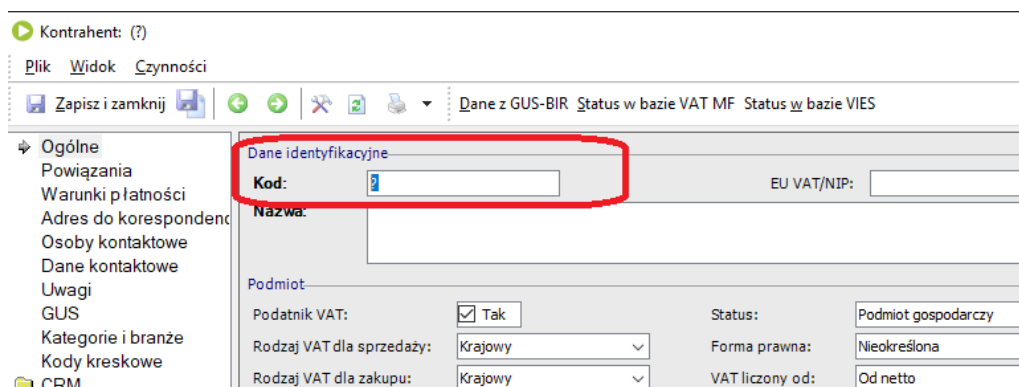 Kontrahent: (?)
Plik Widok Czynności
Zapisz i zamknij Dane z GUS-BIR Status w bazie VAT MF Status w bazie VIES
Ogólne
Powiązania
Warunki płatności
Adres do korespondenc
Osoby kontaktowe
Dane kontaktowe
Uwagi
GUS
Kategorie i branże
Kody kreskowe
CRM
Dane identyfikacyjne
Kod: ? EU VAT/NIP:
Nazwa:
Podmiot
Podatnik VAT: Tak Status: Podmiot gospodarczy
Rodzaj VAT dla sprzedaży: Krajowy Forma prawna: Nieokreślona
Rodzaj VAT dla zakupu: Krajowy VAT liczony od: Od netto